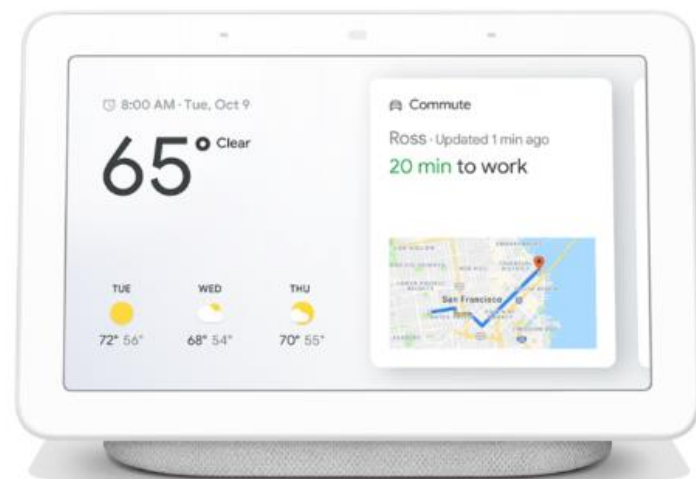 8:00 AM · Tue, Oct 9
65° Clear
TUE WED THU
72° 56° 68° 54° 70° 55°
Commute
Ross · Updated 1 min ago
20 min to work
San Francisco